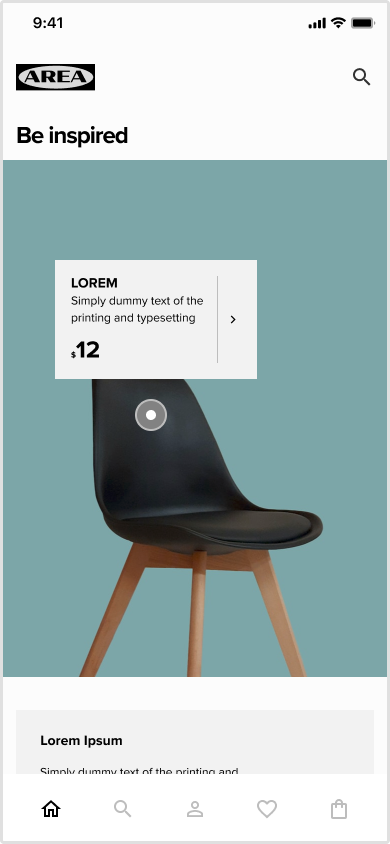 9:41
AREA
Be inspired
LOREM
Simply dummy text of the
printing and typesetting
$12
Lorem Ipsum
Simply dummy text of the printing and